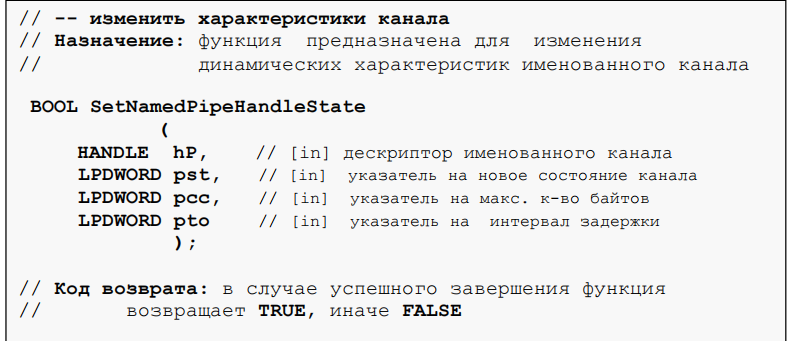 // -- изменить характеристики канала
// Назначение: функция предназначена для изменения
// динамических характеристик именованного канала
BOOL SetNamedPipeHandleState
(
HANDLE hP, // [in] дескриптор именованного канала
LPDWORD pst, // [in] указатель на новое состояние канала
LPDWORD pcc, // [in] указатель на макс. к-во байтов
LPDWORD pto // [in] указатель на интервал задержки
);
// Код возврата: в случае успешного завершения функция
// возвращает TRUE, иначе FALSE